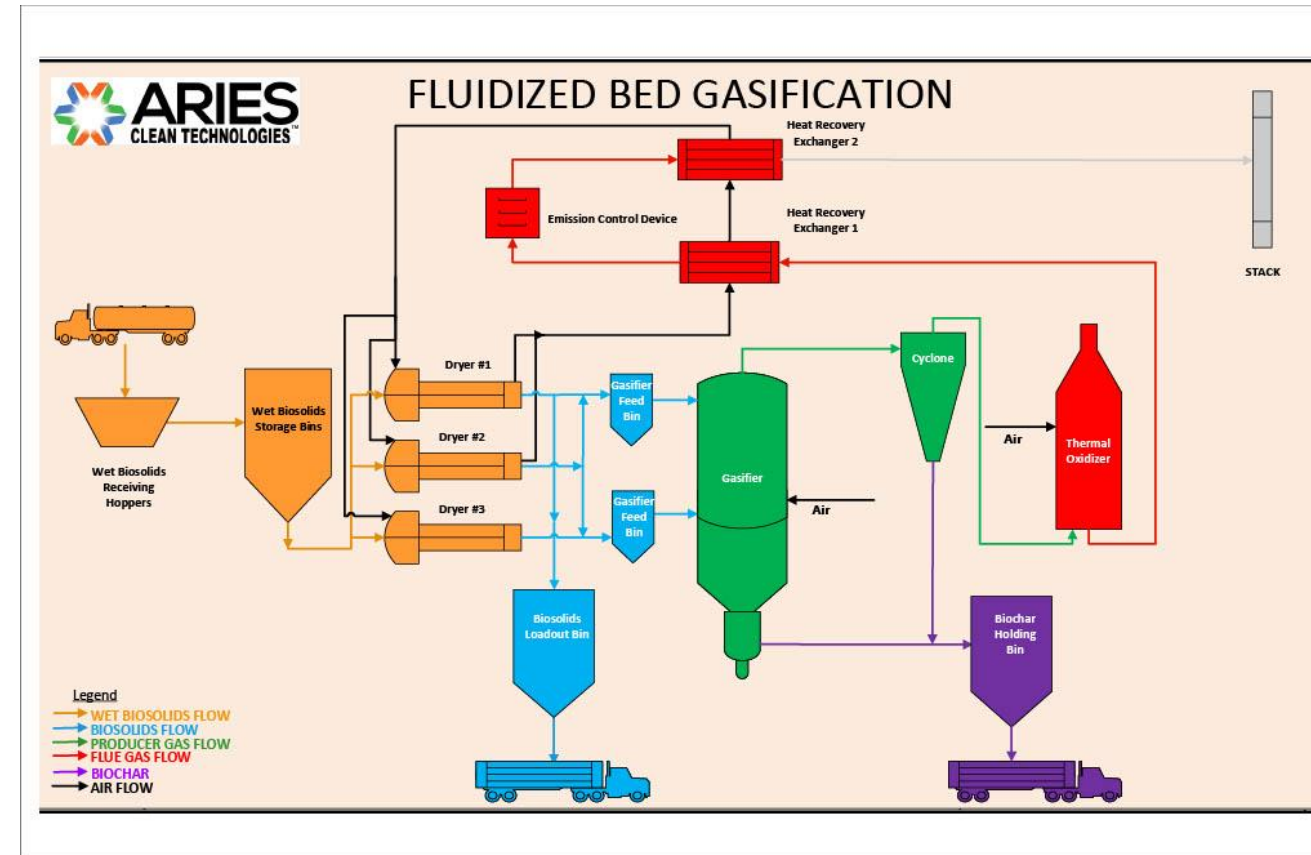 ARIES
CLEAN TECHNOLOGIES™
FLUIDIZED BED GASIFICATION
Heat Recovery
Exchanger 2
Emission Control Device
Heat Recovery
Exchanger 1
STACK
Dryer #1
Cyclone
Gasifier
Feed
Bin
Wet Biosolids
Storage Bins
Dryer #2
Air
Thermal
Oxidizer
Wet Biosolids
Receiving
Hoppers
Gasifier
Dryer #3
Gasifier
Feed
Bin
Air
Biosolids
Loadout Bin
Biochar
Holding
Bin
Legend
WET BIOSOLIDS FLOW
BIOSOLIDS FLOW
PRODUCER GAS FLOW
FLUE GAS FLOW
BIOCHAR
AIR FLOW